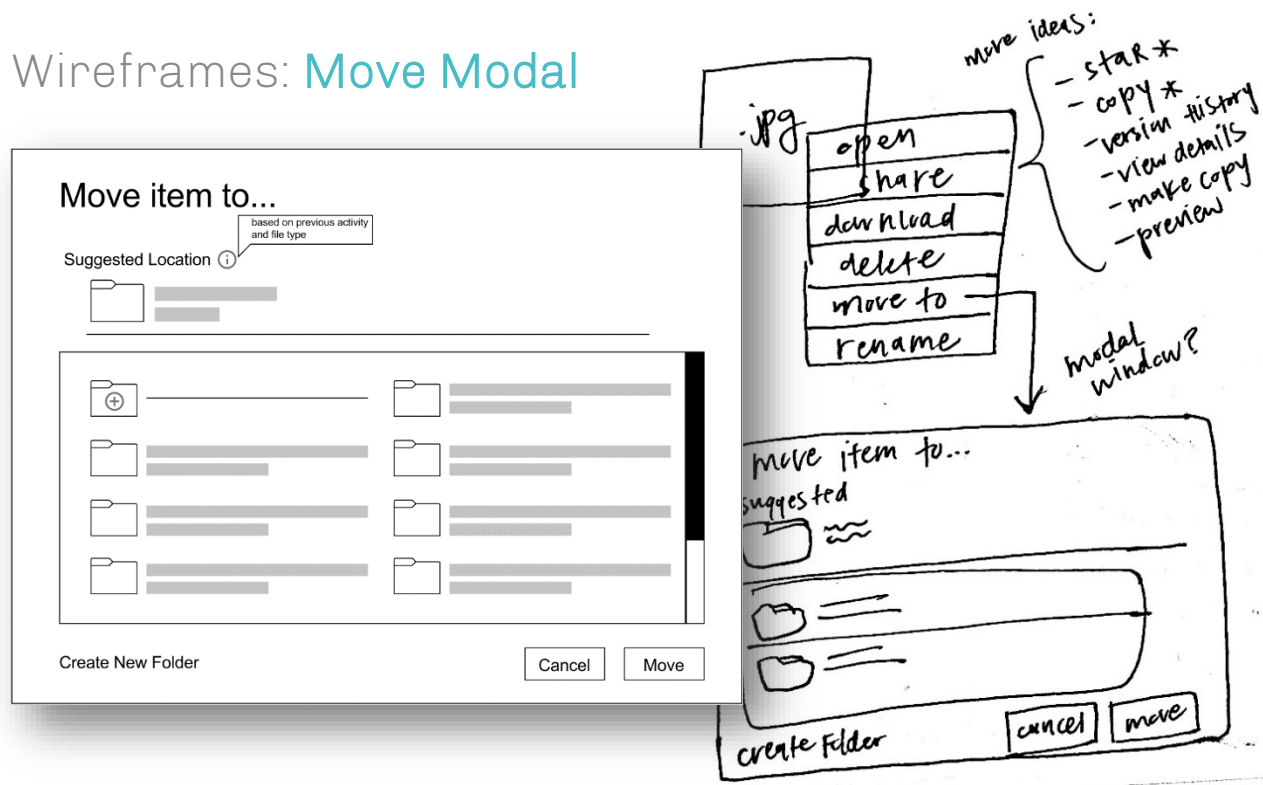 Wireframes: Move Modal
Move item to...
based on previous activity
and file type
Suggested Location
Create New Folder
Cancel
Move
.jpg
open
share
download
delete
move to
rename
more ideas:
- star *
- copy *
- version history
- view details
- make copy
- preview
modal
window?
move item to...
suggested
create Folder
cancel
move